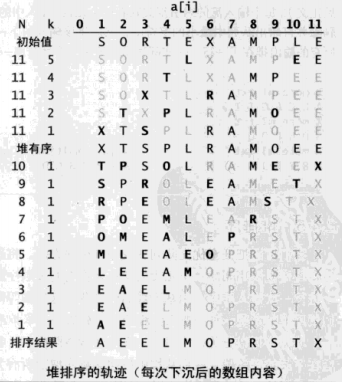 a[i]
N k 0 1 2 3 4 5 6 7 8 9 10 11
初始值 S O R T E X A M P L E
11 5 S O R T L X A M P E E
11 4 S O R T L X A M P E E
11 3 S O X T L R A M P E E
11 2 S T X P L R A M O E E
11 1 X T S P L R A M O E E
堆有序 X T S P L R A M O E E
10 1 T P S O L R A M E E X
9 1 S P R O L E A M E T X
8 1 R P E O L E A M S T X
7 1 P O E M L E A R S T X
6 1 O M E A L E P R S T X
5 1 M L E A E O P R S T X
4 1 L E E A M O P R S T X
3 1 E A E L M O P R S T X
2 1 E A E L M O P R S T X
1 1 A E E L M O P R S T X
排序结果 A E E L M O P R S T X
堆排序的轨迹（每次下沉后的数组内容）